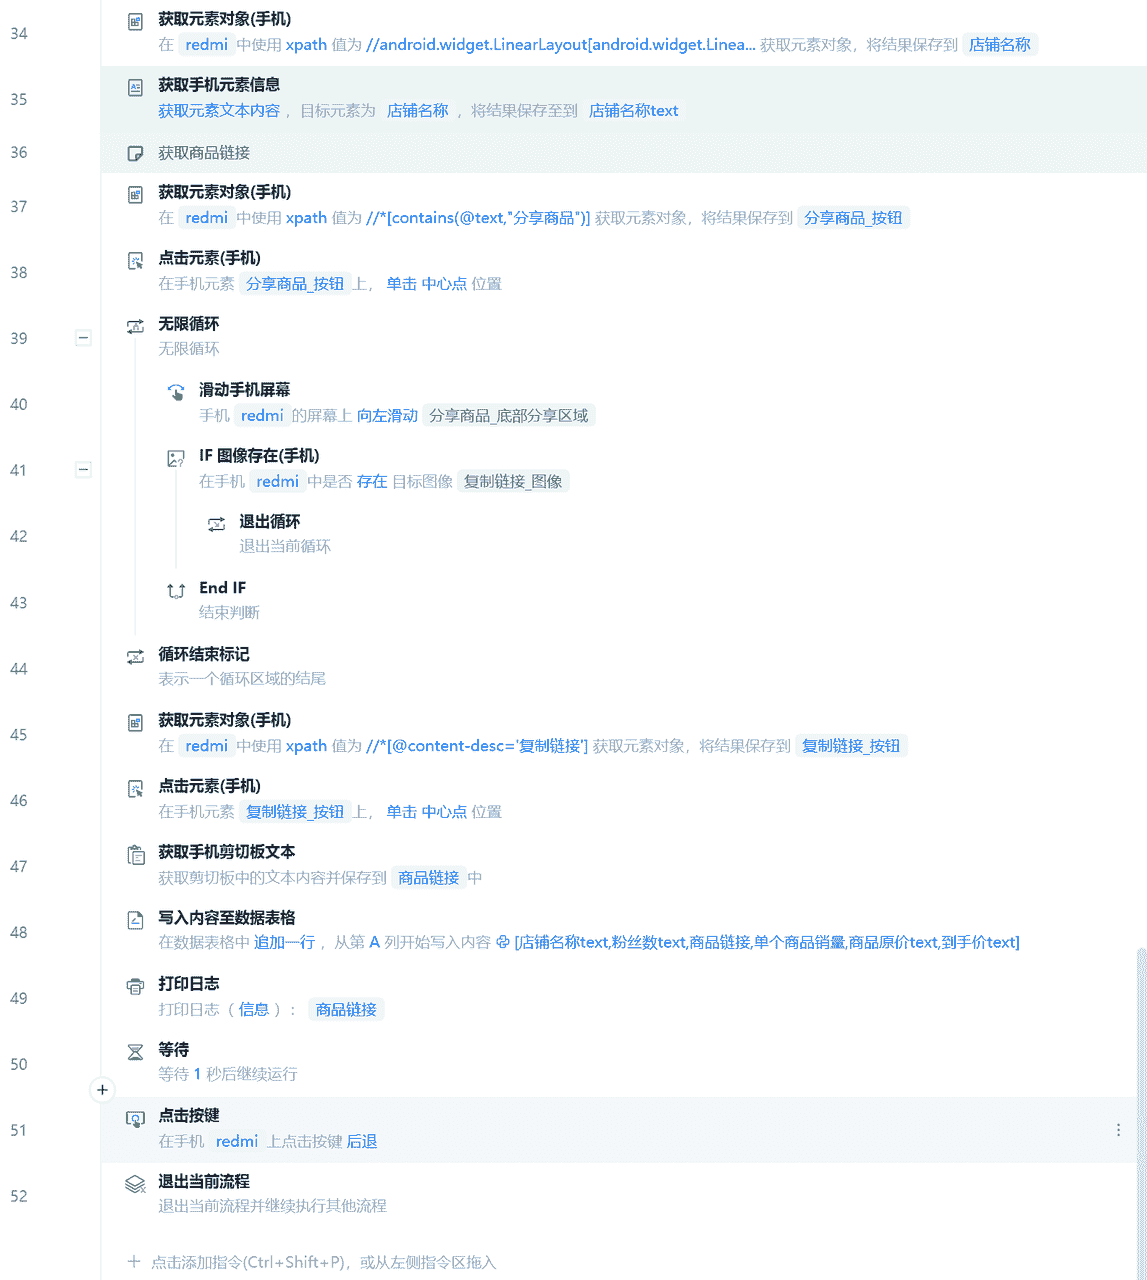 34 获取元素对象(手机)
在 redmi 中使用 xpath 值为 //android.widget.LinearLayout[android.widget.Linea... 获取元素对象，将结果保存到 店铺名称
35 获取手机元素信息
获取元素文本内容 ，目标元素为 店铺名称 ，将结果保存至到 店铺名称text
36 获取商品链接
37 获取元素对象(手机)
在 redmi 中使用 xpath 值为 //*[contains(@text,"分享商品")] 获取元素对象，将结果保存到 分享商品_按钮
38 点击元素(手机)
在手机元素 分享商品_按钮 上， 单击 中心点 位置
39 无限循环
无限循环
40 滑动手机屏幕
手机 redmi 的屏幕上 向左滑动 分享商品_底部分享区域
41 IF 图像存在(手机)
在手机 redmi 中是否 存在 目标图像 复制链接_图像
42 退出循环
退出当前循环
43 End IF
结束判断
44 循环结束标记
表示一个循环区域的结尾
45 获取元素对象(手机)
在 redmi 中使用 xpath 值为 //*[@content-desc='复制链接'] 获取元素对象，将结果保存到 复制链接_按钮
46 点击元素(手机)
在手机元素 复制链接_按钮 上， 单击 中心点 位置
47 获取手机剪切板文本
获取剪切板中的文本内容并保存到 商品链接 中
48 写入内容至数据表格
在数据表格中 追加一行 ，从第 A 列开始写入内容 [店铺名称text,粉丝数text,商品链接,单个商品销量,商品原价text,到手价text]
49 打印日志
打印日志（ 信息 ）： 商品链接
50 等待
等待 1 秒后继续运行
51 点击按键
在手机 redmi 上点击按键 后退
52 退出当前流程
退出当前流程并继续执行其他流程
点击添加指令(Ctrl+Shift+P)，或从左侧指令区拖入